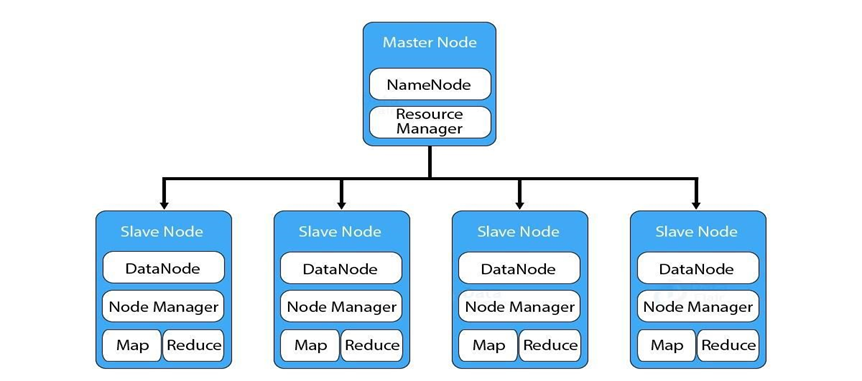 Master Node
NameNode
Resource
Manager
Slave Node
DataNode
Node Manager
Map Reduce
Slave Node
DataNode
Node Manager
Map Reduce
Slave Node
DataNode
Node Manager
Map Reduce
Slave Node
DataNode
Node Manager
Map Reduce